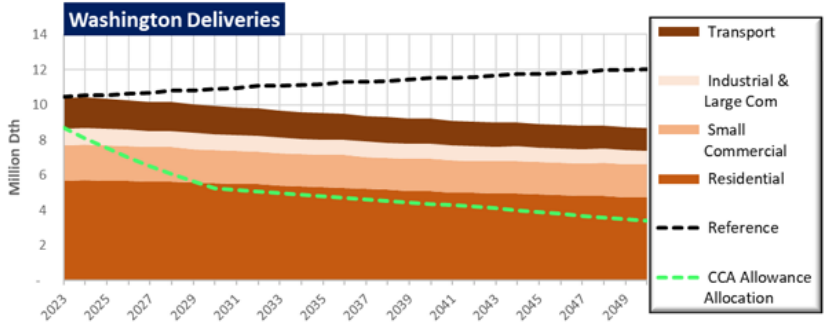 Washington Deliveries
Million Dth
14
12
10
8
6
4
2
-
2023
2025
2027
2029
2031
2033
2035
2037
2039
2041
2043
2045
2047
2049
Transport
Industrial &
Large Com
Small
Commercial
Residential
Reference
CCA Allowance
Allocation